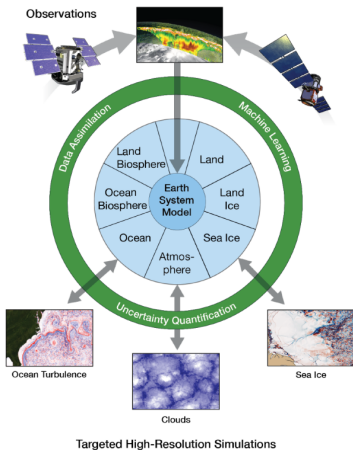 Observations
Data Assimilation
Machine Learning
Land
Biosphere
Land
Ocean
Biosphere
Earth
System
Model
Land
Ice
Ocean
Atmos-
phere
Sea Ice
Uncertainty Quantification
Ocean Turbulence
Clouds
Sea Ice
Targeted High-Resolution Simulations